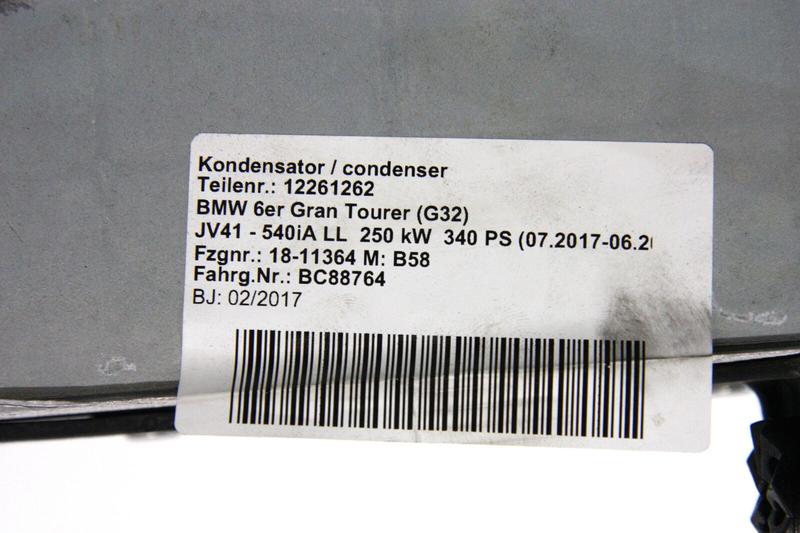 Kondensator / condenser
Teilenr.: 12261262
BMW 6er Gran Tourer (G32)
JV41 - 540iA LL 250 kW 340 PS (07.2017-06.20
Fzgnr.: 18-11364 M: B58
Fahrg.Nr.: BC88764
BJ: 02/2017